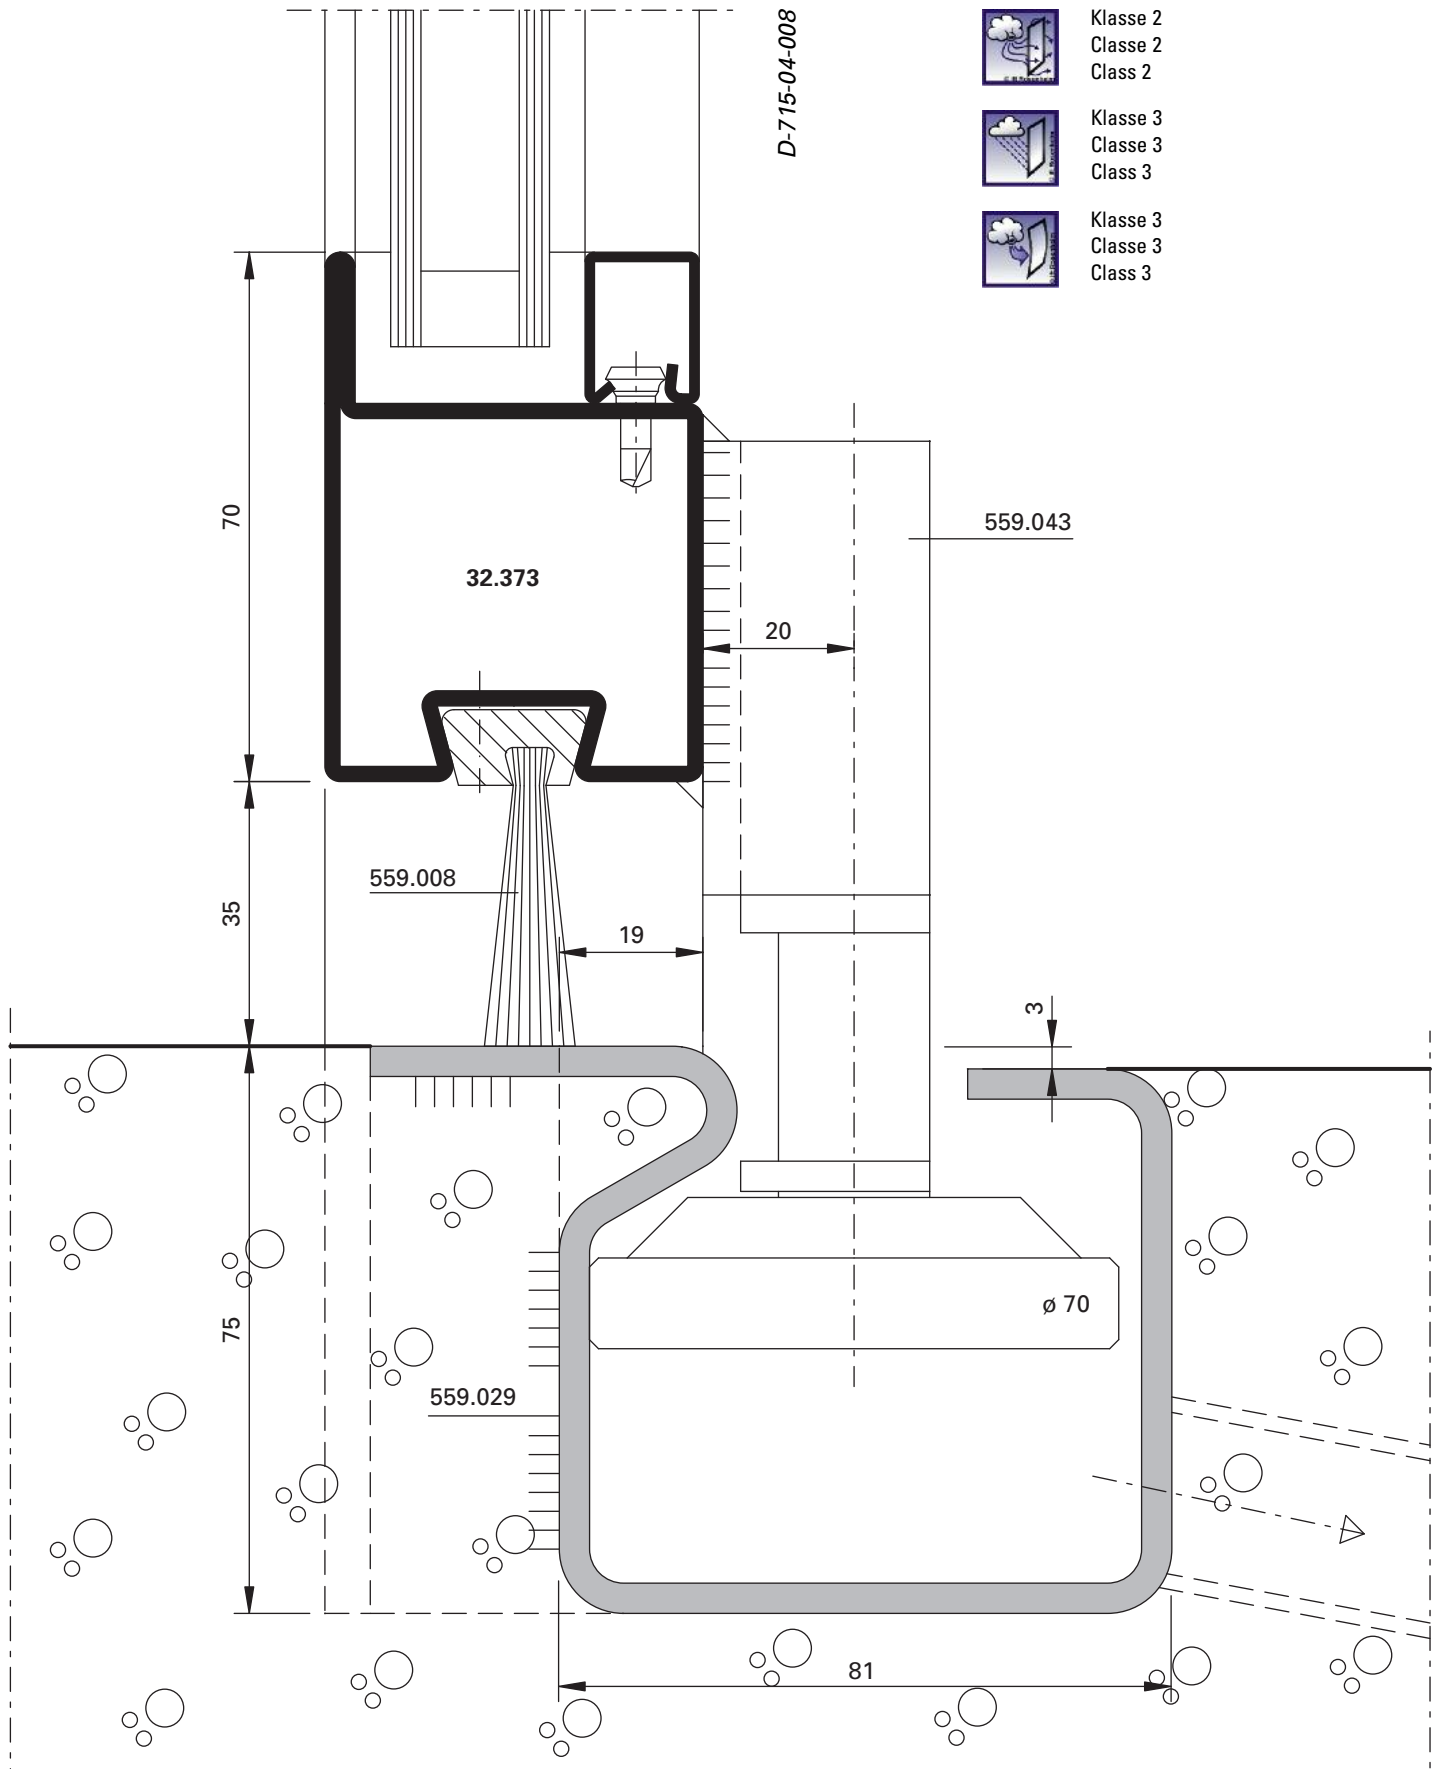 D-715-04-008
Klasse 2
Classe 2
Class 2
Klasse 3
Classe 3
Class 3
Klasse 3
Classe 3
Class 3
70
559.043
32.373
20
559.008
35
19
3
ø 70
75
559.029
81